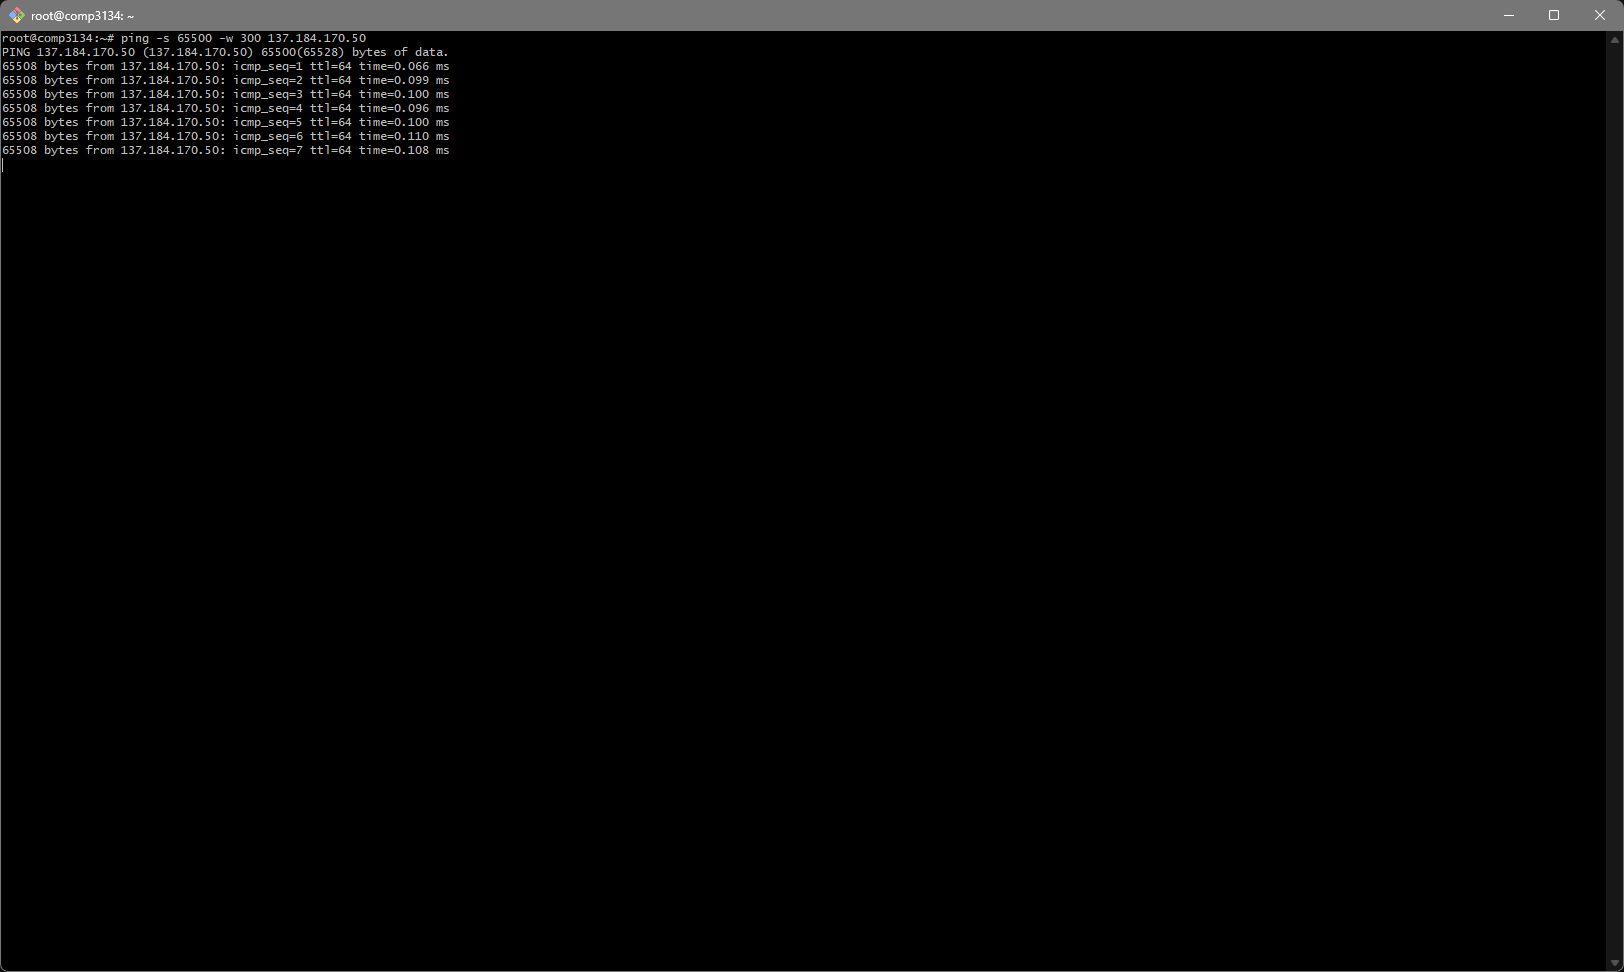 root@comp3134: ~
root@comp3134:~# ping -s 65500 -w 300 137.184.170.50
PING 137.184.170.50 (137.184.170.50) 65500(65528) bytes of data.
65508 bytes from 137.184.170.50: icmp_seq=1 ttl=64 time=0.066 ms
65508 bytes from 137.184.170.50: icmp_seq=2 ttl=64 time=0.099 ms
65508 bytes from 137.184.170.50: icmp_seq=3 ttl=64 time=0.100 ms
65508 bytes from 137.184.170.50: icmp_seq=4 ttl=64 time=0.096 ms
65508 bytes from 137.184.170.50: icmp_seq=5 ttl=64 time=0.100 ms
65508 bytes from 137.184.170.50: icmp_seq=6 ttl=64 time=0.110 ms
65508 bytes from 137.184.170.50: icmp_seq=7 ttl=64 time=0.108 ms